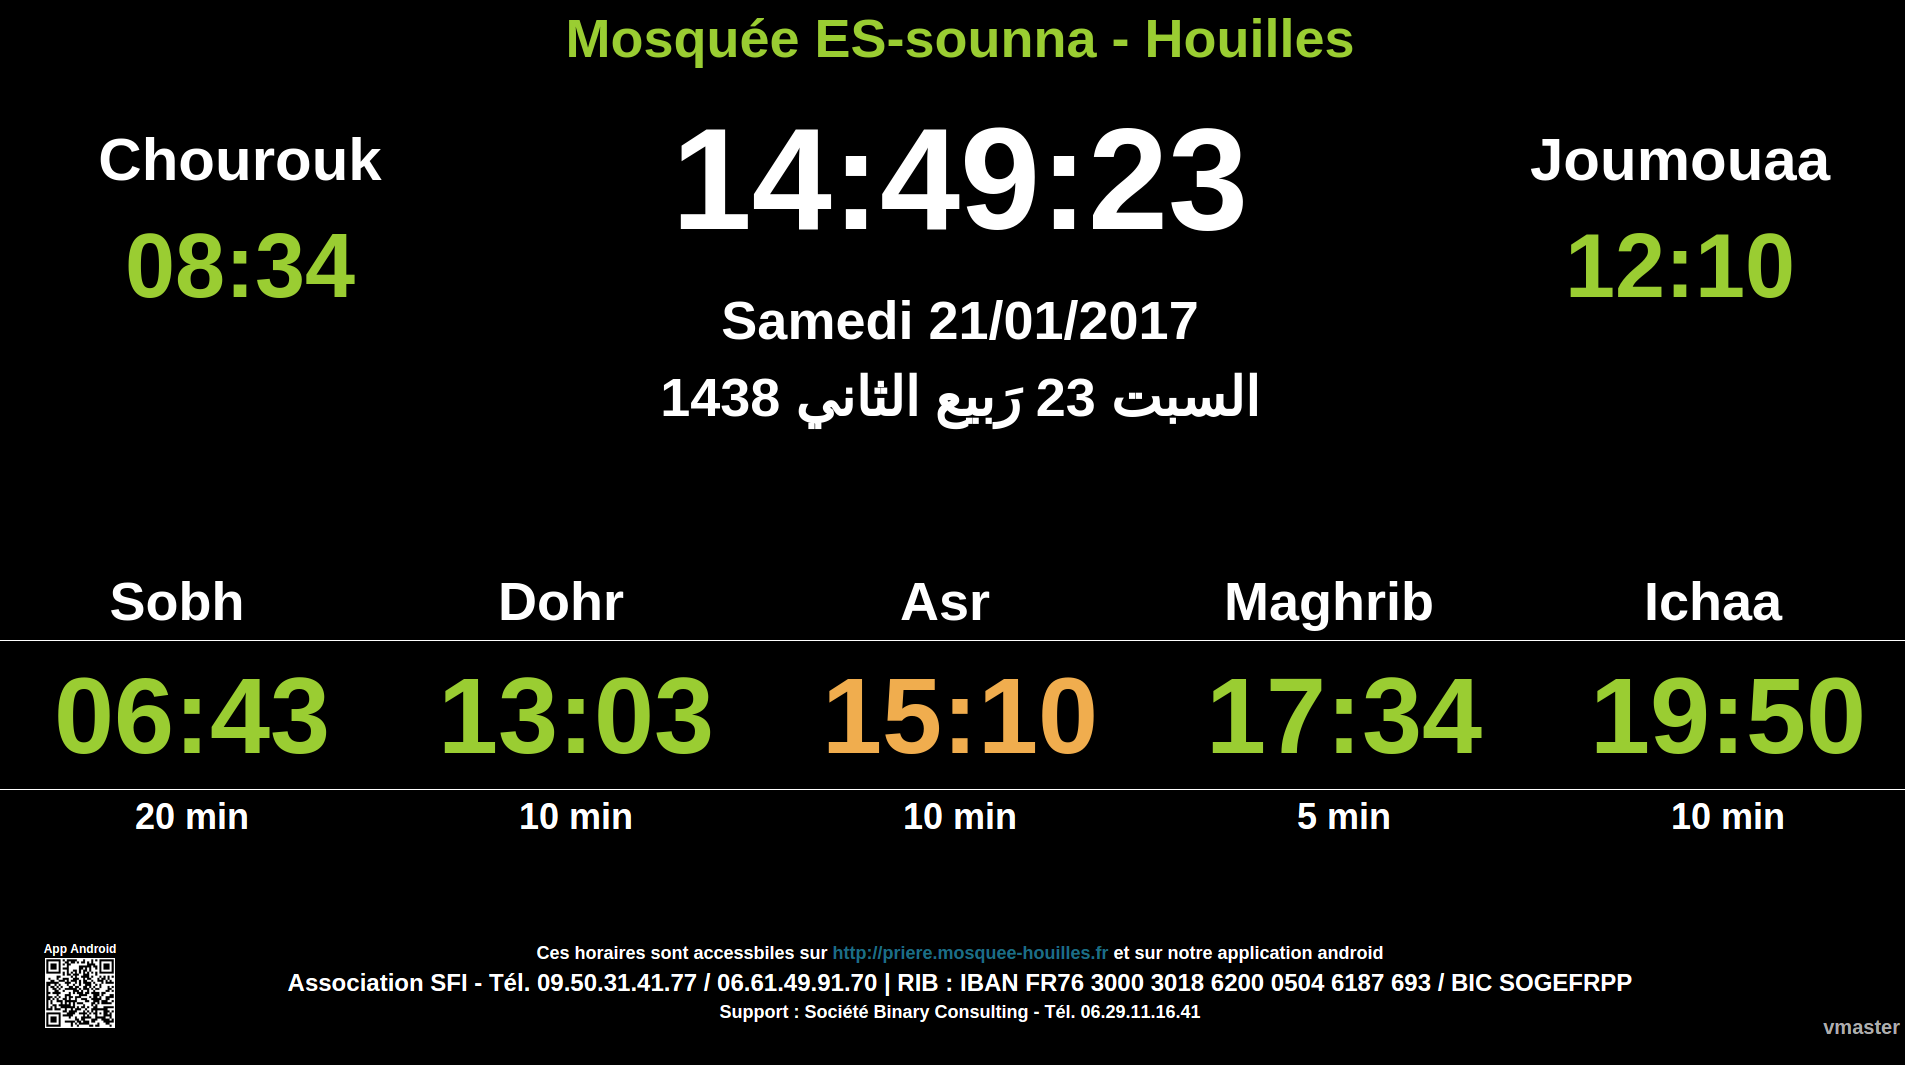 Mosquée ES-sounna - Houilles
Chourouk
08:34
14:49:23
Samedi 21/01/2017
السبت 23 رَبيع الثاني 1438
Joumouaa
12:10
Sobh Dohr Asr Maghrib Ichaa
06:43 13:03 15:10 17:34 19:50
20 min 10 min 10 min 5 min 10 min
App Android
Ces horaires sont accessbiles sur http://priere.mosquee-houilles.fr et sur notre application android
Association SFI - Tél. 09.50.31.41.77 / 06.61.49.91.70 | RIB : IBAN FR76 3000 3018 6200 0504 6187 693 / BIC SOGEFRPP
Support : Société Binary Consulting - Tél. 06.29.11.16.41
vmaster